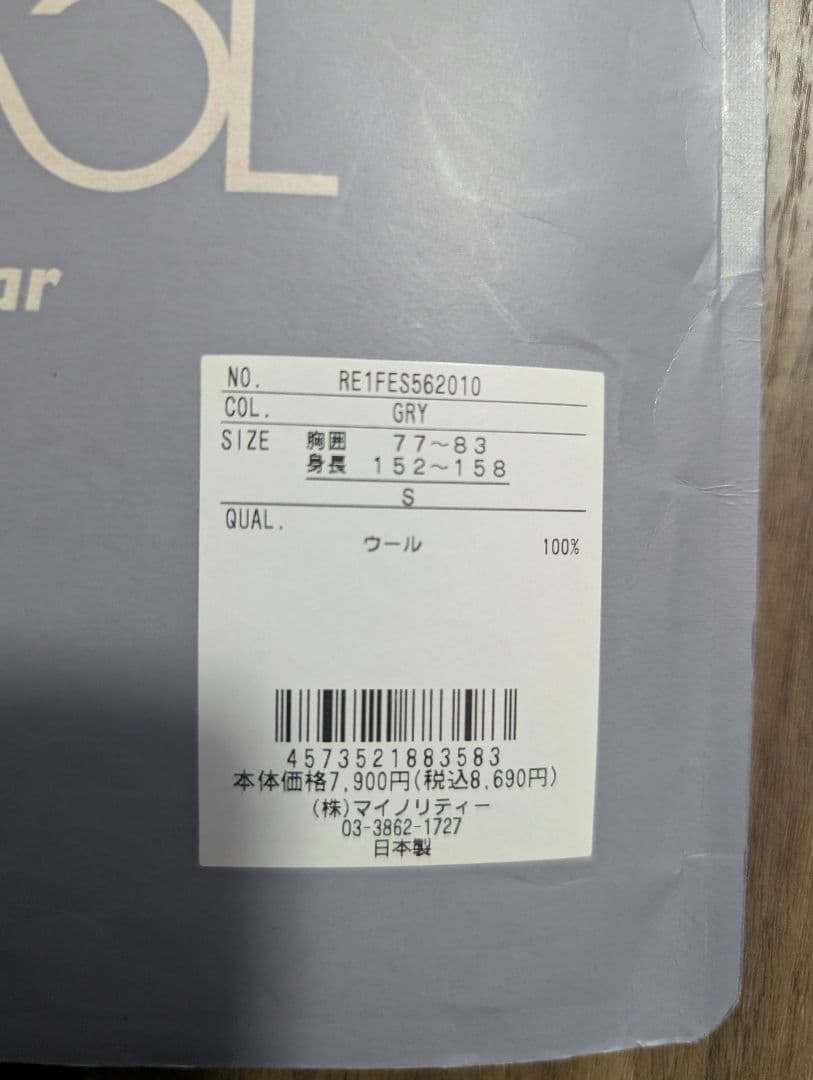 OL
ar
NO. RE1FES562010
COL. GRY
SIZE 胸囲 77～83
身長 152～158
S
QUAL.
ウール 100%
4573521883583
本体価格7,900円(税込8,690円)
(株)マイノリティー
03-3862-1727
日本製